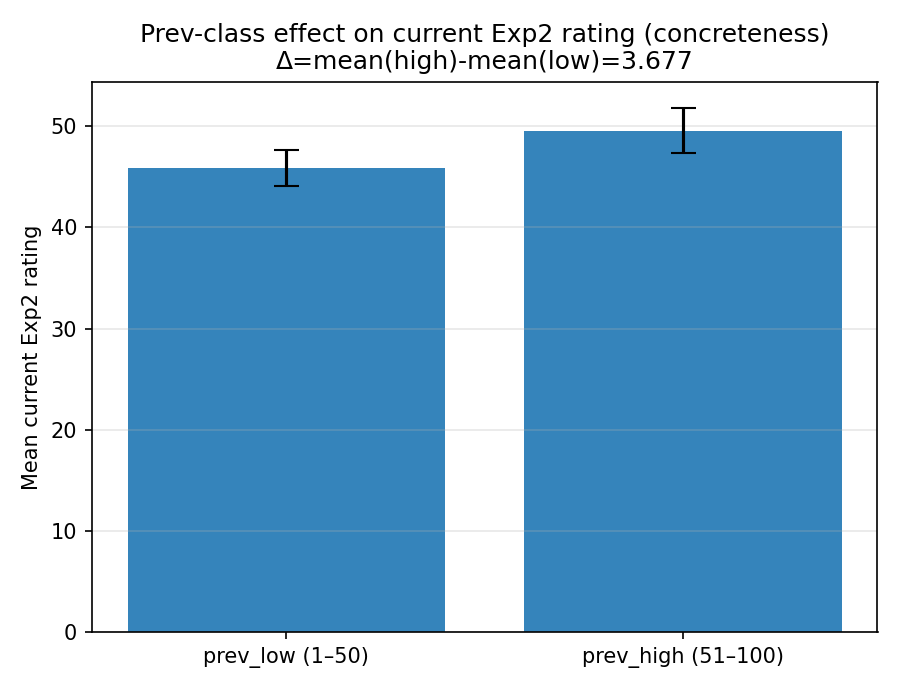 Prev-class effect on current Exp2 rating (concreteness)
Δ=mean(high)-mean(low)=3.677
Mean current Exp2 rating
50
40
30
20
10
0
prev_low (1–50)
prev_high (51–100)